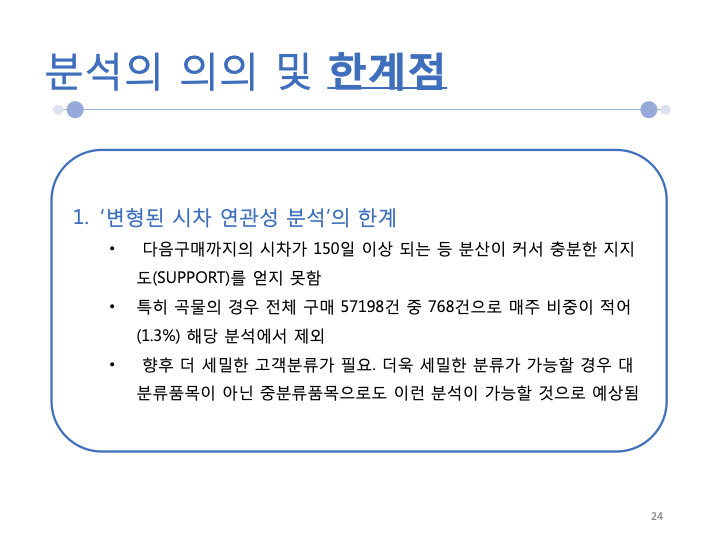 분석의 의의 및 한계점
1. ‘변형된 시차 연관성 분석’의 한계
• 다음구매까지의 시차가 150일 이상 되는 등 분산이 커서 충분한 지지
도(SUPPORT)를 얻지 못함
• 특히 곡물의 경우 전체 구매 57198건 중 768건으로 매주 비중이 적어
(1.3%) 해당 분석에서 제외
• 향후 더 세밀한 고객분류가 필요. 더욱 세밀한 분류가 가능할 경우 대
분류품목이 아닌 중분류품목으로도 이런 분석이 가능할 것으로 예상됨
24